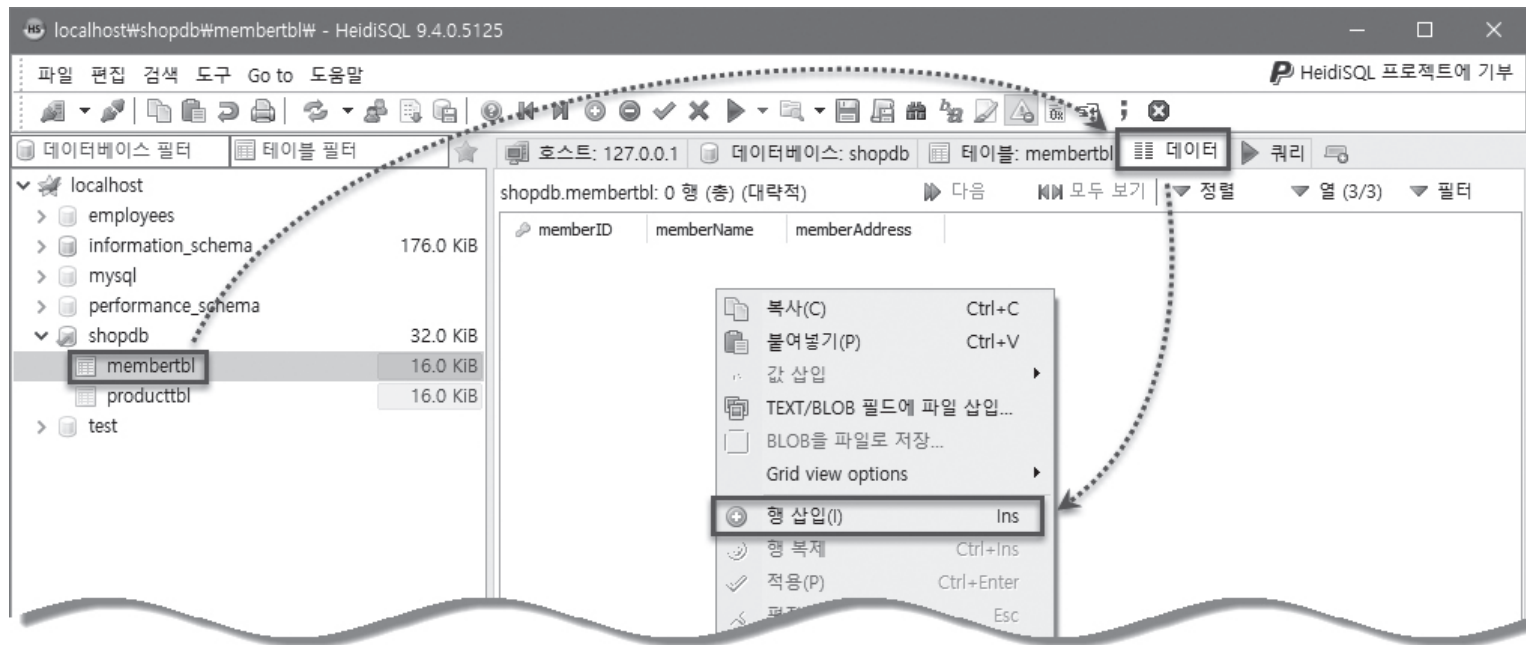 HS localhost₩shopdb₩membertbl₩ - HeidiSQL 9.4.0.5125
파일 편집 검색 도구 Go to 도움말
HeidiSQL 프로젝트에 기부
데이터베이스 필터 테이블 필터
호스트: 127.0.0.1 데이터베이스: shopdb 테이블: membertbl 데이터 쿼리
localhost
employees
information_schema 176.0 KiB
mysql
performance_schema
shopdb 32.0 KiB
membertbl 16.0 KiB
producttbl 16.0 KiB
test
shopdb.membertbl: 0 행 (총) (대략적) 다음 모두 보기 정렬 열 (3/3) 필터
memberID memberName memberAddress
복사(C) Ctrl+C
붙여넣기(P) Ctrl+V
값 삽입
TEXT/BLOB 필드에 파일 삽입...
BLOB을 파일로 저장...
Grid view options
행 삽입(I) Ins
행 복제 Ctrl+Ins
적용(P) Ctrl+Enter
Esc